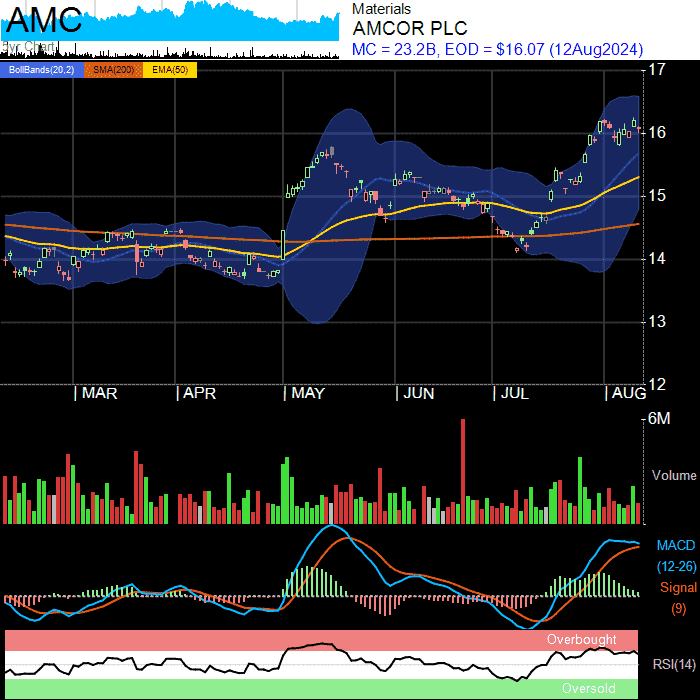 AMC
5yr. Chart
Materials
AMCOR PLC
MC = 23.2B, EOD = $16.07 (12Aug2024)
BollBands(20,2) SMA(200) EMA(50)
17
16
15
14
13
12
MAR APR MAY JUN JUL AUG
6M
Volume
MACD
(12-26)
Signal
(9)
Overbought
RSI(14)
Oversold